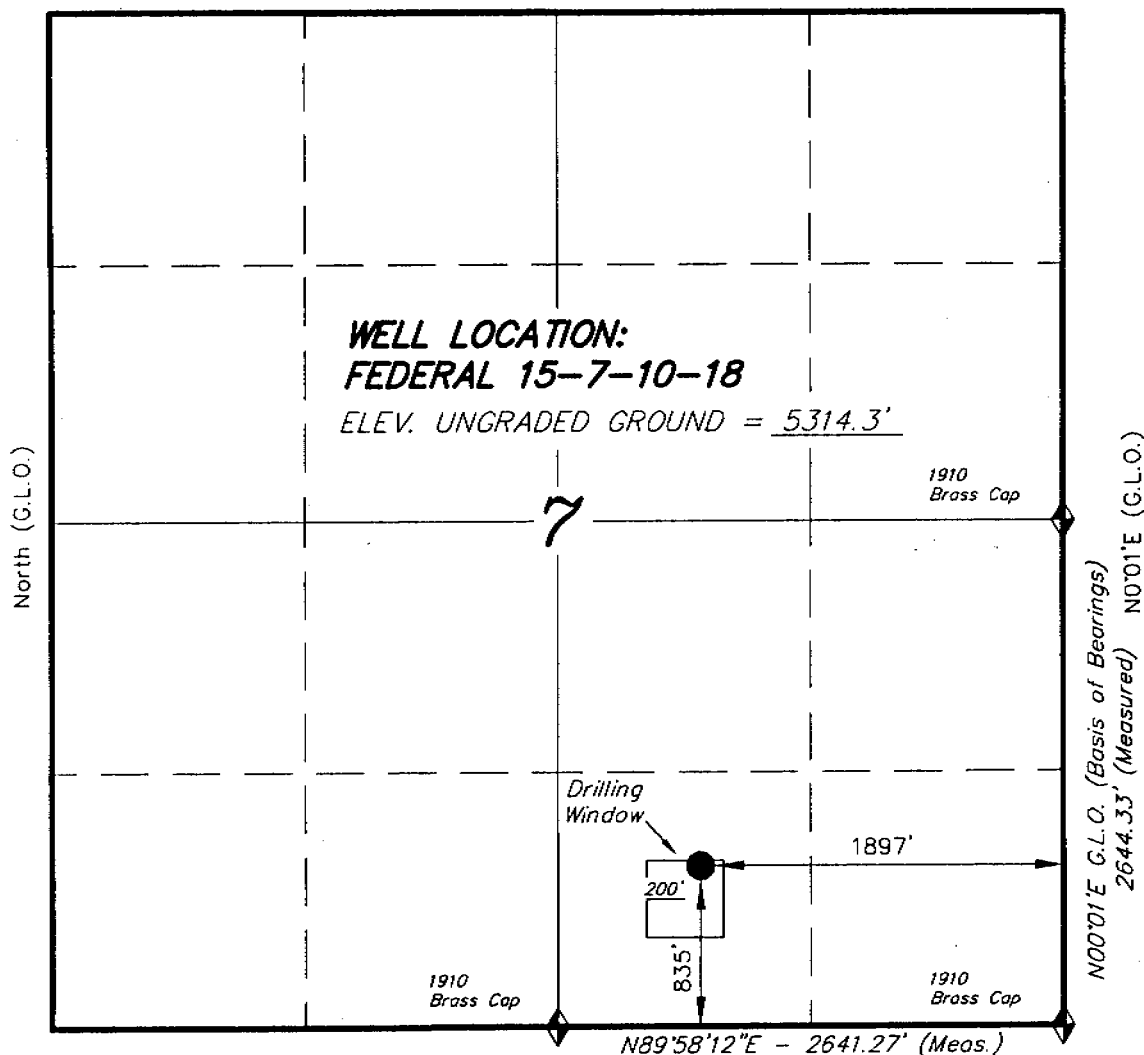 WELL LOCATION:
FEDERAL 15-7-10-18
ELEV. UNGRADED GROUND = 5314.3'
North (G.L.O.)
1910
Brass Cap
7
N00°01'E G.L.O. (Basis of Bearings)
2644.33' (Measured) N0°01'E (G.L.O.)
Drilling
Window
1897'
200'
835'
1910
Brass Cap
1910
Brass Cap
N89°58'12"E - 2641.27' (Meas.)